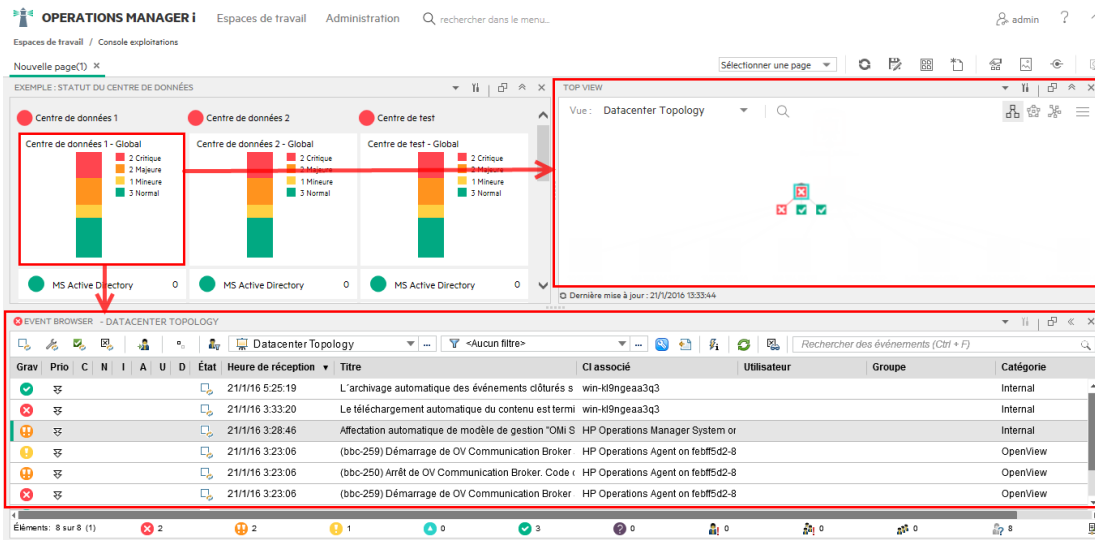 OPERATIONS MANAGER i Espaces de travail Administration rechercher dans le menu... admin ?
Espaces de travail / Console exploitations
Nouvelle page(1) × Sélectionner une page
EXEMPLE : STATUT DU CENTRE DE DONNÉES
Centre de données 1 Centre de données 2 Centre de test
Centre de données 1 - Global
2 Critique
2 Majeure
1 Mineure
3 Normal
Centre de données 2 - Global
2 Critique
2 Majeure
1 Mineure
3 Normal
Centre de test - Global
2 Critique
2 Majeure
1 Mineure
3 Normal
MS Active Directory 0 MS Active Directory 0 MS Active Directory 0
TOP VIEW
Vue : Datacenter Topology
Dernière mise à jour : 21/1/2016 13:33:44
EVENT BROWSER - DATACENTER TOPOLOGY
Datacenter Topology ... <Aucun filtre> ... Rechercher des évènements (Ctrl + F)
Grav Prio C N I A U D État Heure de réception Titre CI associé Utilisateur Groupe Catégorie
21/1/16 5:25:19 L´archivage automatique des événements clôturés s win-kl9ngeaa3q3 Internal
21/1/16 3:33:20 Le téléchargement automatique du contenu est termi win-kl9ngeaa3q3 Internal
21/1/16 3:28:46 Affectation automatique de modèle de gestion "OMi S HP Operations Manager System or Internal
21/1/16 3:23:06 (bbc-259) Démarrage de OV Communication Broker HP Operations Agent on febff5d2-8 OpenView
21/1/16 3:23:06 (bbc-250) Arrêt de OV Communication Broker. Code HP Operations Agent on febff5d2-8 OpenView
21/1/16 3:23:06 (bbc-259) Démarrage de OV Communication Broker HP Operations Agent on febff5d2-8 OpenView
Éléments: 8 sur 8 (1) 2 2 1 0 3 0 0 0 0 8